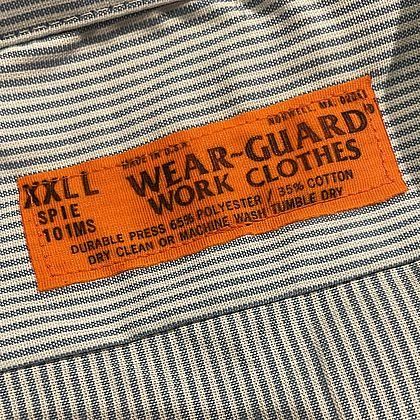 MADE IN U.S.A. NORWELL, MA. 02061
XXLL WEAR-GUARD®
SPIE WORK CLOTHES
101MS DURABLE PRESS 65% POLYESTER / 35% COTTON
DRY CLEAN OR MACHINE WASH TUMBLE DRY